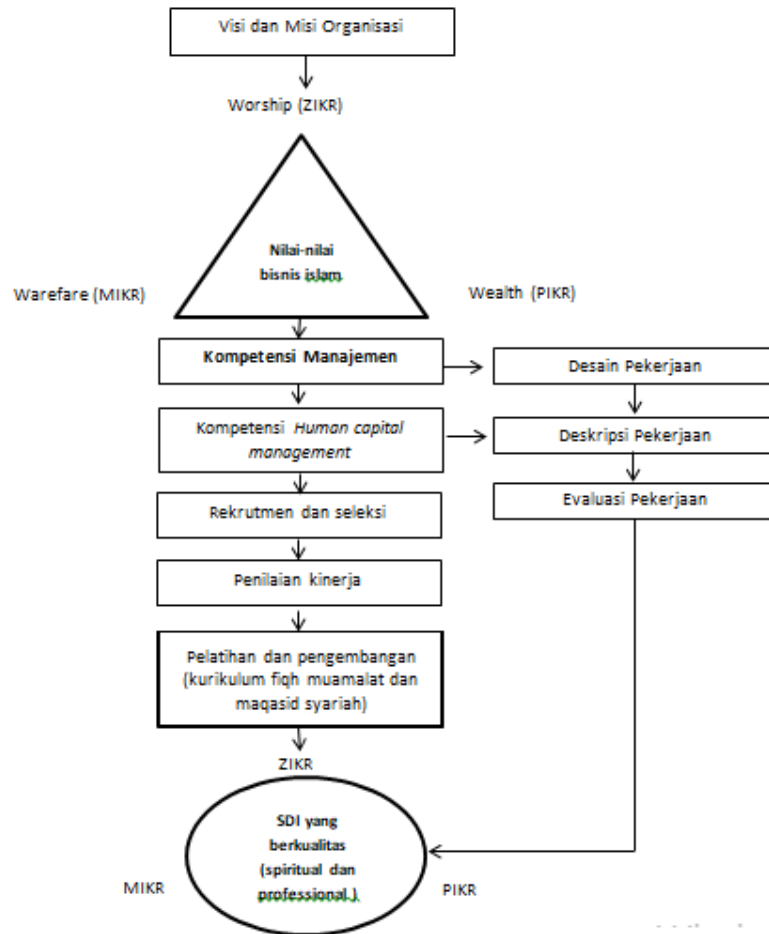 Visi dan Misi Organisasi
Worship (ZIKR)
Nilai-nilai
bisnis islam
Warefare (MIKR)
Wealth (PIKR)
Kompetensi Manajemen
Desain Pekerjaan
Kompetensi Human capital
management
Deskripsi Pekerjaan
Rekrutmen dan seleksi
Evaluasi Pekerjaan
Penilaian kinerja
Pelatihan dan pengembangan
(kurikulum fiqh muamalat dan
maqasid syariah)
ZIKR
SDI yang
berkualitas
(spiritual dan
professional.)
MIKR
PIKR